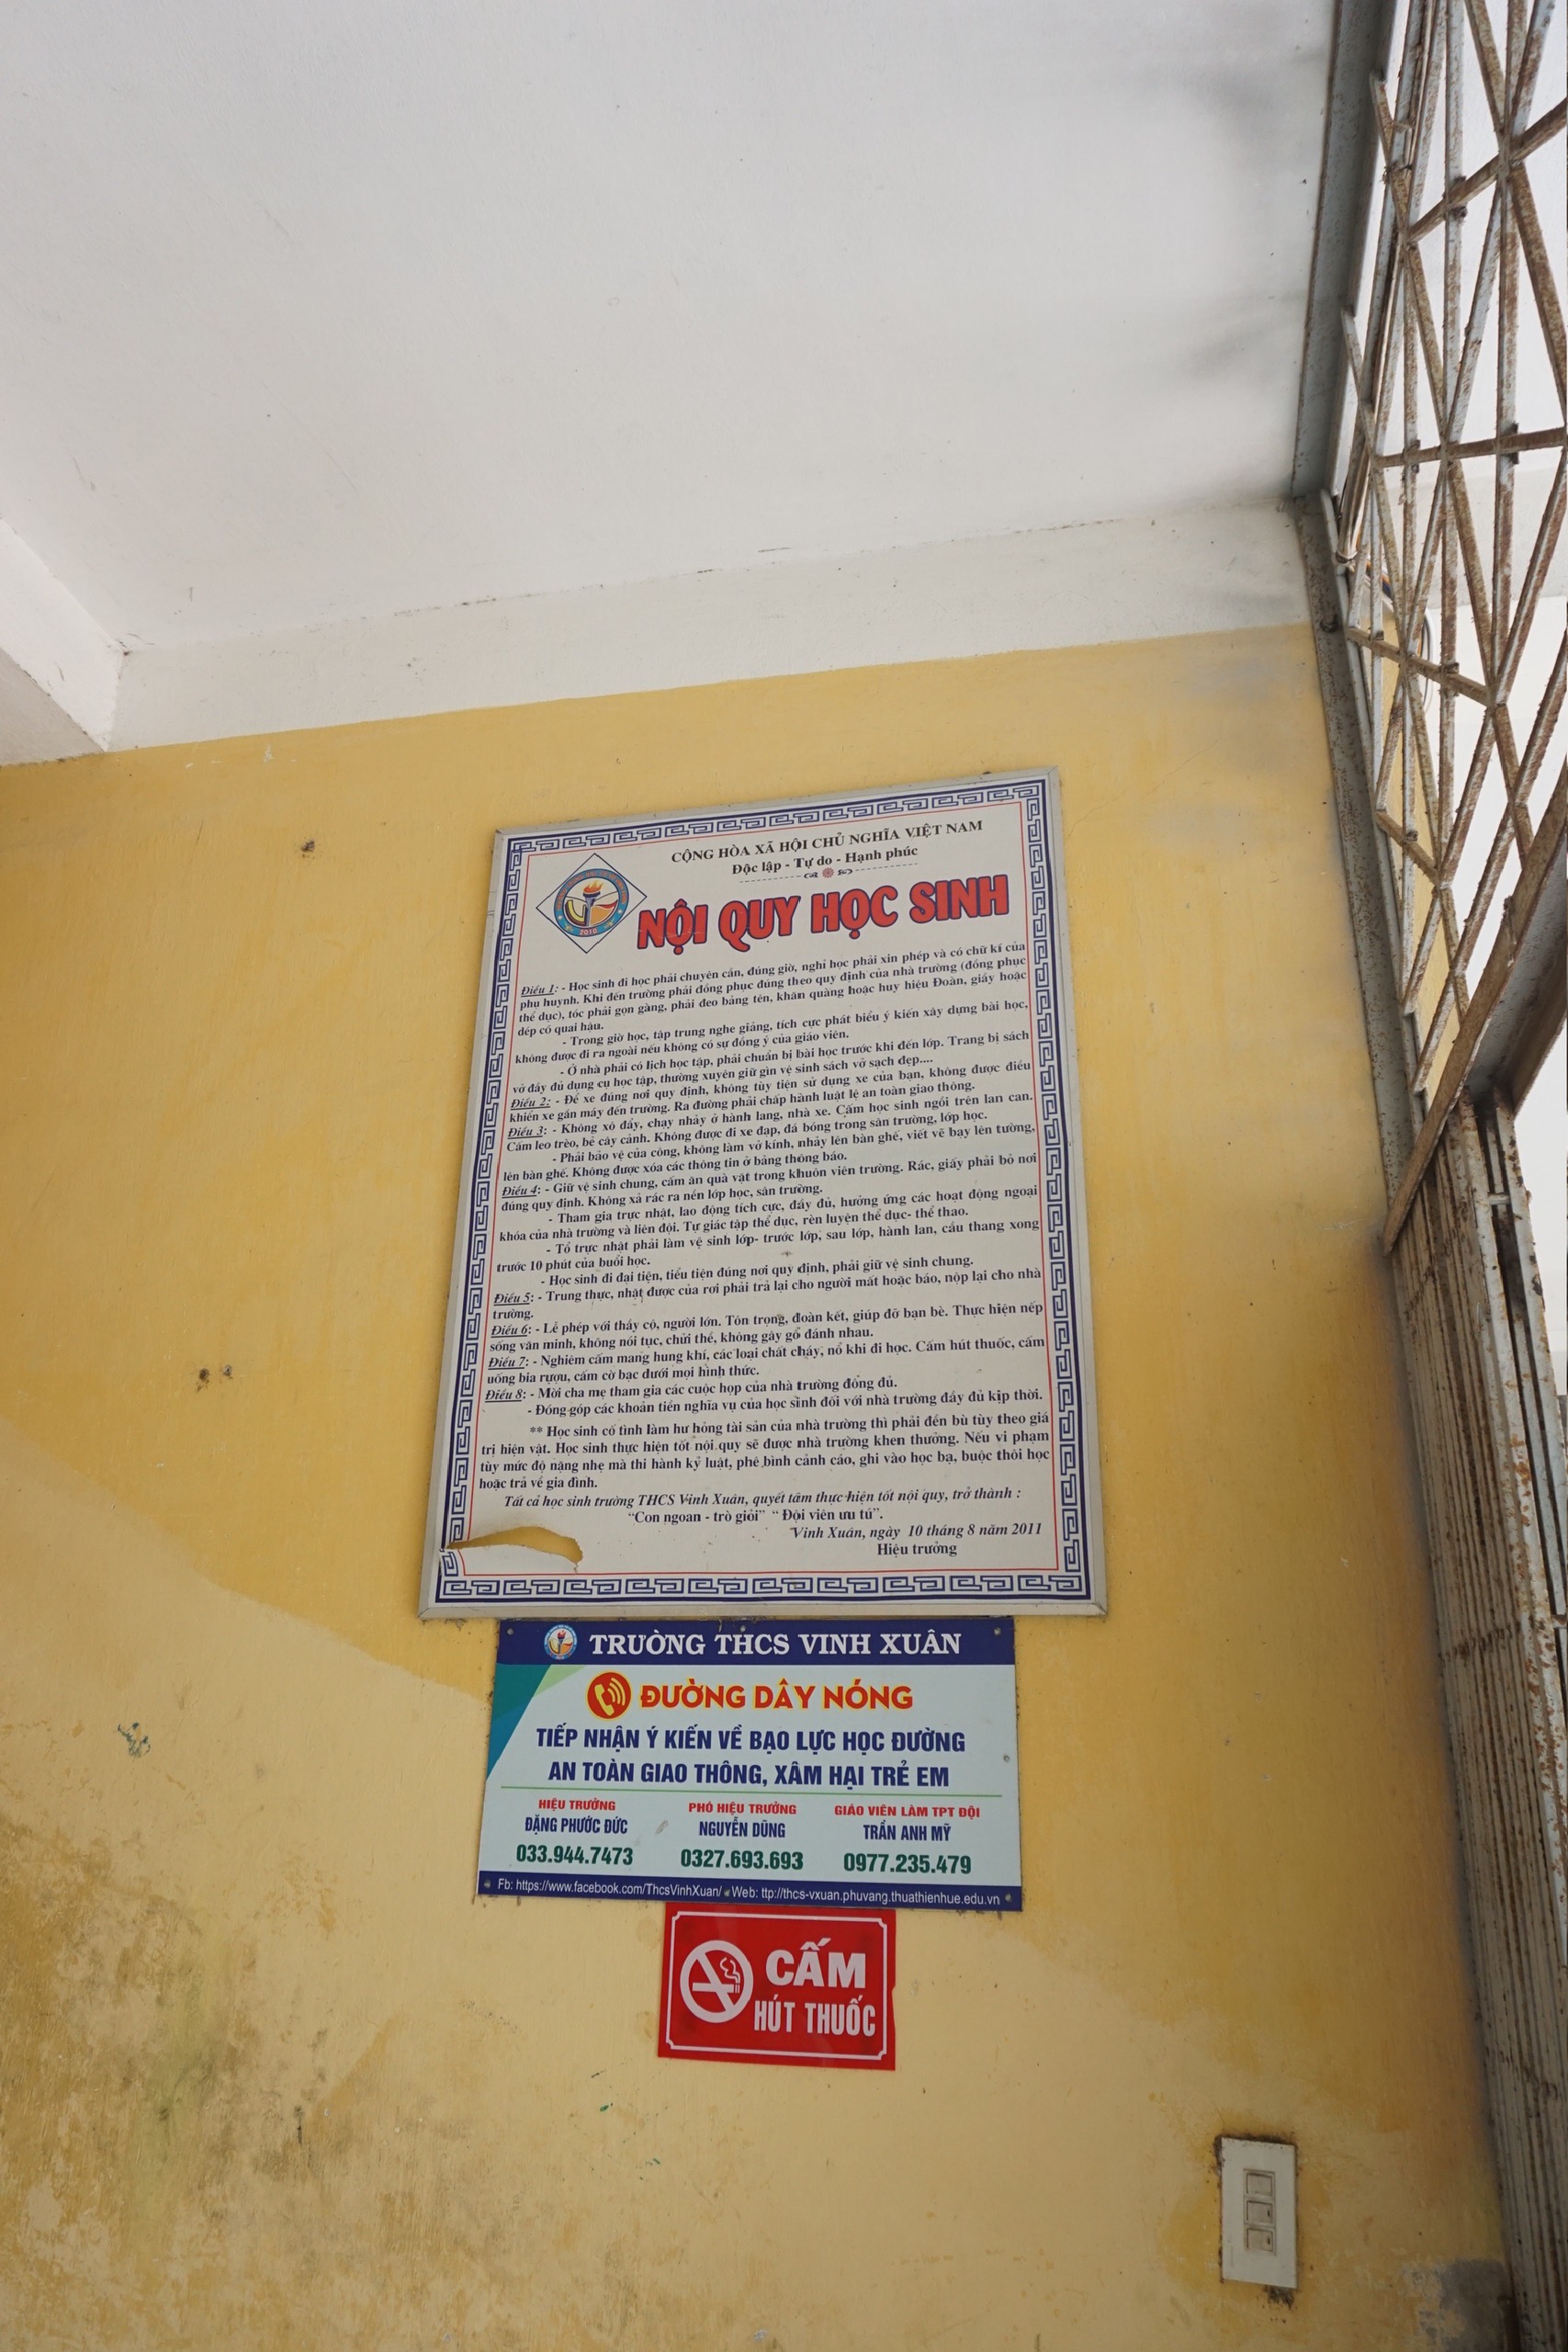 CỘNG HÒA XÃ HỘI CHỦ NGHĨA VIỆT NAM
Độc lập - Tự do - Hạnh phúc
2010
NỘI QUY HỌC SINH
Điều 1: - Học sinh đi học phải chuyên cần, đúng giờ, nghỉ học phải xin phép và có chữ kí của
phụ huynh. Khi đến trường phải đồng phục đúng theo quy định của nhà trường (đồng phục
thể dục), tóc phải gọn gàng, phải đeo bảng tên, khăn quàng hoặc huy hiệu Đoàn, giầy hoặc
dép có quai hậu.
- Trong giờ học, tập trung nghe giảng, tích cực phát biểu ý kiến xây dựng bài học,
không được đi ra ngoài nếu không có sự đồng ý của giáo viên.
- Ở nhà phải có lịch học tập, phải chuẩn bị bài học trước khi đến lớp. Trang bị sách
vở đầy đủ dụng cụ học tập, thường xuyên giữ gìn vệ sinh sách vở sạch đẹp....
Điều 2: - Để xe đúng nơi quy định, không tùy tiện sử dụng xe của bạn, không được điều
khiển xe gắn máy đến trường. Ra đường phải chấp hành luật lệ an toàn giao thông.
Điều 3: - Không xô đẩy, chạy nhảy ở hành lang, nhà xe. Cấm học sinh ngồi trên lan can.
Cấm leo trèo, bẻ cây cảnh. Không được đi xe đạp, đá bóng trong sân trường, lớp học.
- Phải bảo vệ của công, không làm vỡ kính, nhảy lên bàn ghế, viết vẽ bạy lên tường,
lên bàn ghế. Không được xóa các thông tin ở bảng thông báo.
Điều 4: - Giữ vệ sinh chung, cấm ăn quà vặt trong khuôn viên trường. Rác, giấy phải bỏ nơi
đúng quy định. Không xả rác ra nền lớp học, sân trường.
- Tham gia trực nhật, lao động tích cực, đầy đủ, hưởng ứng các hoạt động ngoại
khóa của nhà trường và liên đội. Tự giác tập thể dục, rèn luyện thể dục- thể thao.
- Tổ trực nhật phải làm vệ sinh lớp- trước lớp, sau lớp, hành lan, cầu thang xong
trước 10 phút của buổi học.
- Học sinh đi đại tiện, tiểu tiện đúng nơi quy định, phải giữ vệ sinh chung.
Điều 5: - Trung thực, nhặt được của rơi phải trả lại cho người mất hoặc báo, nộp lại cho nhà
trường.
Điều 6: - Lễ phép với thầy cô, người lớn. Tôn trọng, đoàn kết, giúp đỡ bạn bè. Thực hiện nếp
sống văn minh, không nói tục, chửi thề, không gây gổ đánh nhau.
Điều 7: - Nghiêm cấm mang hung khí, các loại chất cháy, nổ khi đi học. Cấm hút thuốc, cấm
uống bia rượu, cấm cờ bạc dưới mọi hình thức.
Điều 8: - Mời cha mẹ tham gia các cuộc họp của nhà trường đông đủ.
- Đóng góp các khoản tiền nghĩa vụ của học sinh đối với nhà trường đầy đủ kịp thời.
** Học sinh cố tình làm hư hỏng tài sản của nhà trường thì phải đền bù tùy theo giá
trị hiện vật. Học sinh thực hiện tốt nội quy sẽ được nhà trường khen thưởng. Nếu vi phạm
tùy mức độ nặng nhẹ mà thi hành kỷ luật, phê bình cảnh cáo, ghi vào học bạ, buộc thôi học
hoặc trả về gia đình.
Tất cả học sinh trường THCS Vinh Xuân, quyết tâm thực hiện tốt nội quy, trở thành :
“Con ngoan - trò giỏi” “ Đội viên ưu tú”.
Vinh Xuân, ngày 10 tháng 8 năm 2011
Hiệu trưởng
TRƯỜNG THCS VINH XUÂN
ĐƯỜNG DÂY NÓNG
TIẾP NHẬN Ý KIẾN VỀ BẠO LỰC HỌC ĐƯỜNG
AN TOÀN GIAO THÔNG, XÂM HẠI TRẺ EM
HIỆU TRƯỞNG PHÓ HIỆU TRƯỞNG GIÁO VIÊN LÀM TPT ĐỘI
ĐẶNG PHƯỚC ĐỨC NGUYỄN DŨNG TRẦN ANH MỸ
033.944.7473 0327.693.693 0977.235.479
Fb: https://www.facebook.com/ThcsVinhXuan/ Web: ttp://thcs-vxuan.phuvang.thuathienhue.edu.vn
CẤM
HÚT THUỐC